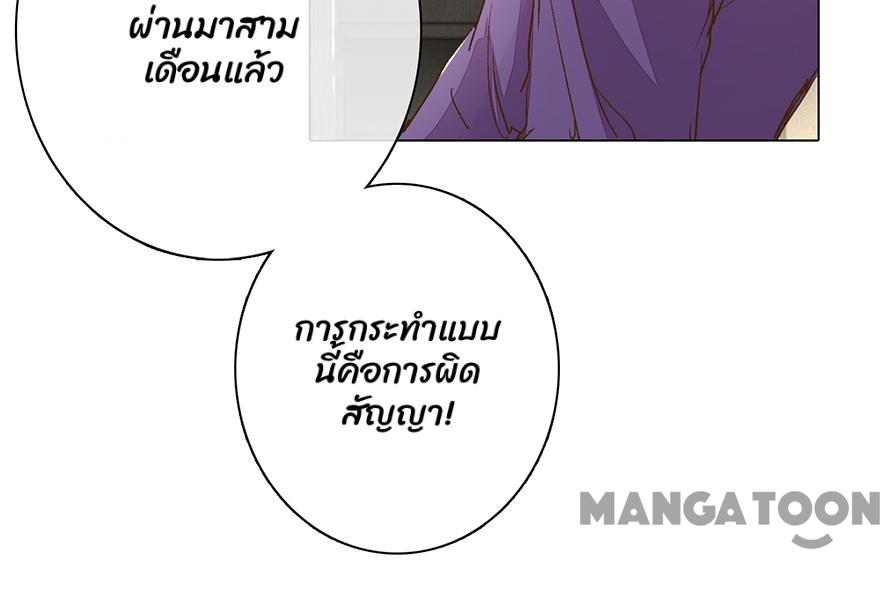 ผ่านมาสาม
เดือนแล้ว
การกระทำแบบ
นี้คือการผิด
สัญญา!
MANGATOON